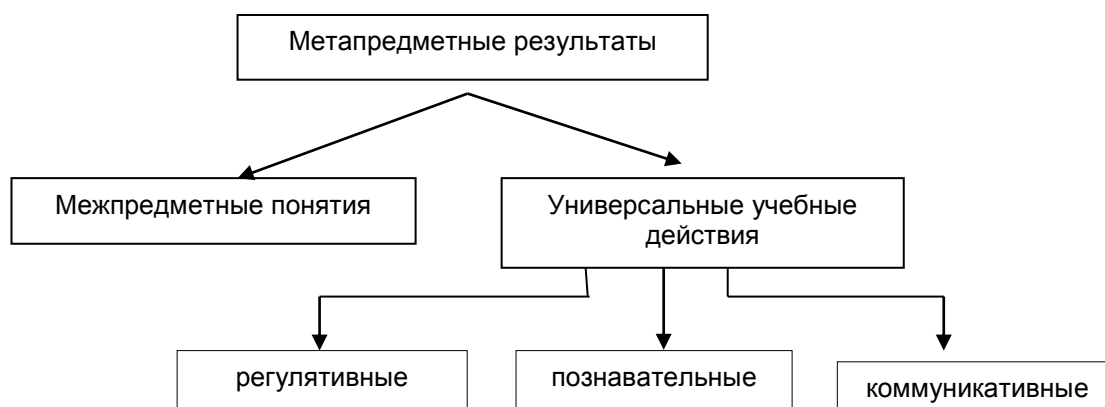 Метапредметные результаты
Межпредметные понятия
Универсальные учебные
действия
регулятивные
познавательные
коммуникативные